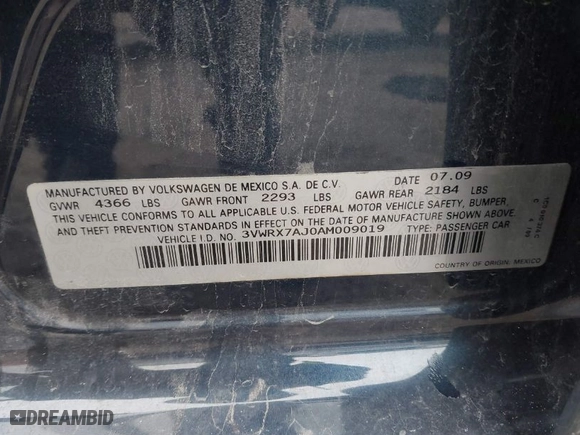 MANUFACTURED BY VOLKSWAGEN DE MEXICO S.A. DE C.V. DATE 07.09
GVWR 4366 LBS GAWR FRONT 2293 LBS GAWR REAR 2184 LBS
THIS VEHICLE CONFORMS TO ALL APPLICABLE U.S. FEDERAL MOTOR VEHICLE SAFETY, BUMPER,
AND THEFT PREVENTION STANDARDS IN EFFECT ON THE DATE OF MANUFACTURE SHOWN ABOVE.
VEHICLE I.D. NO. 3VWRX7AJ0AM009019 TYPE: PASSENGER CAR
COUNTRY OF ORIGIN: MEXICO
DREAMBID